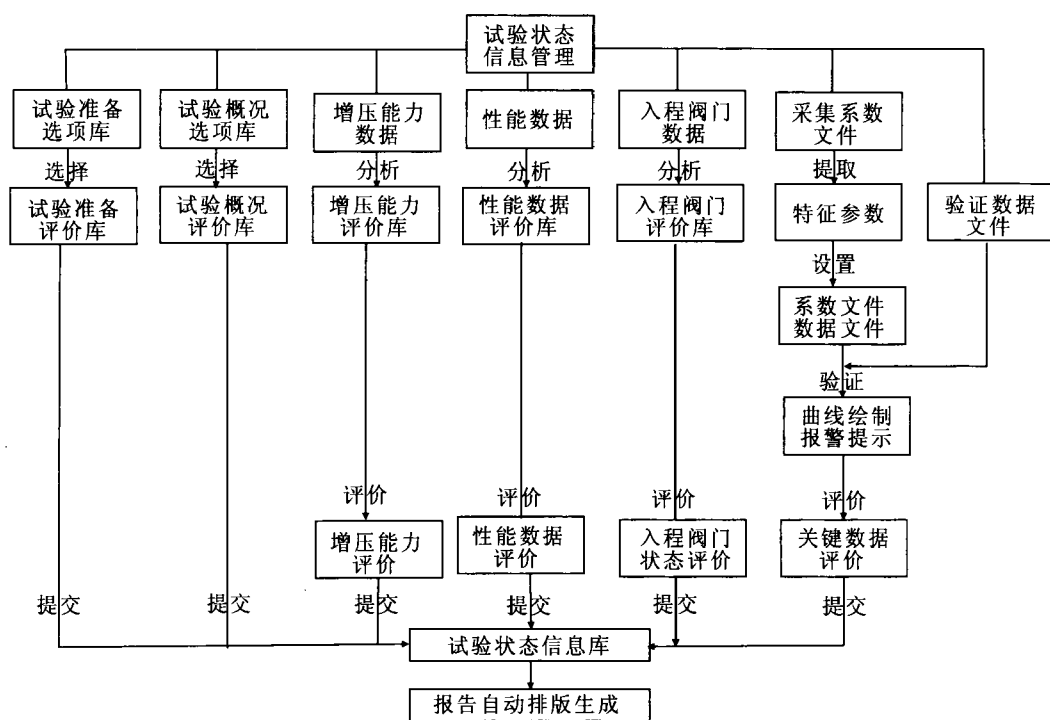 试验状态
信息管理
试验准备
选项库
试验概况
选项库
增压能力
数据
性能数据
入程阀门
数据
采集系数
文件
选择
选择
分析
分析
分析
提取
试验准备
评价库
试验概况
评价库
增压能力
评价库
性能数据
评价库
入程阀门
评价库
特征参数
验证数据
文件
设置
系数文件
数据文件
验证
曲线绘制
报警提示
评价
评价
评价
评价
增压能力
评价
性能数据
评价
入程阀门
状态评价
关键数据
评价
提交
提交
提交
提交
提交
提交
试验状态信息库
报告自动排版生成